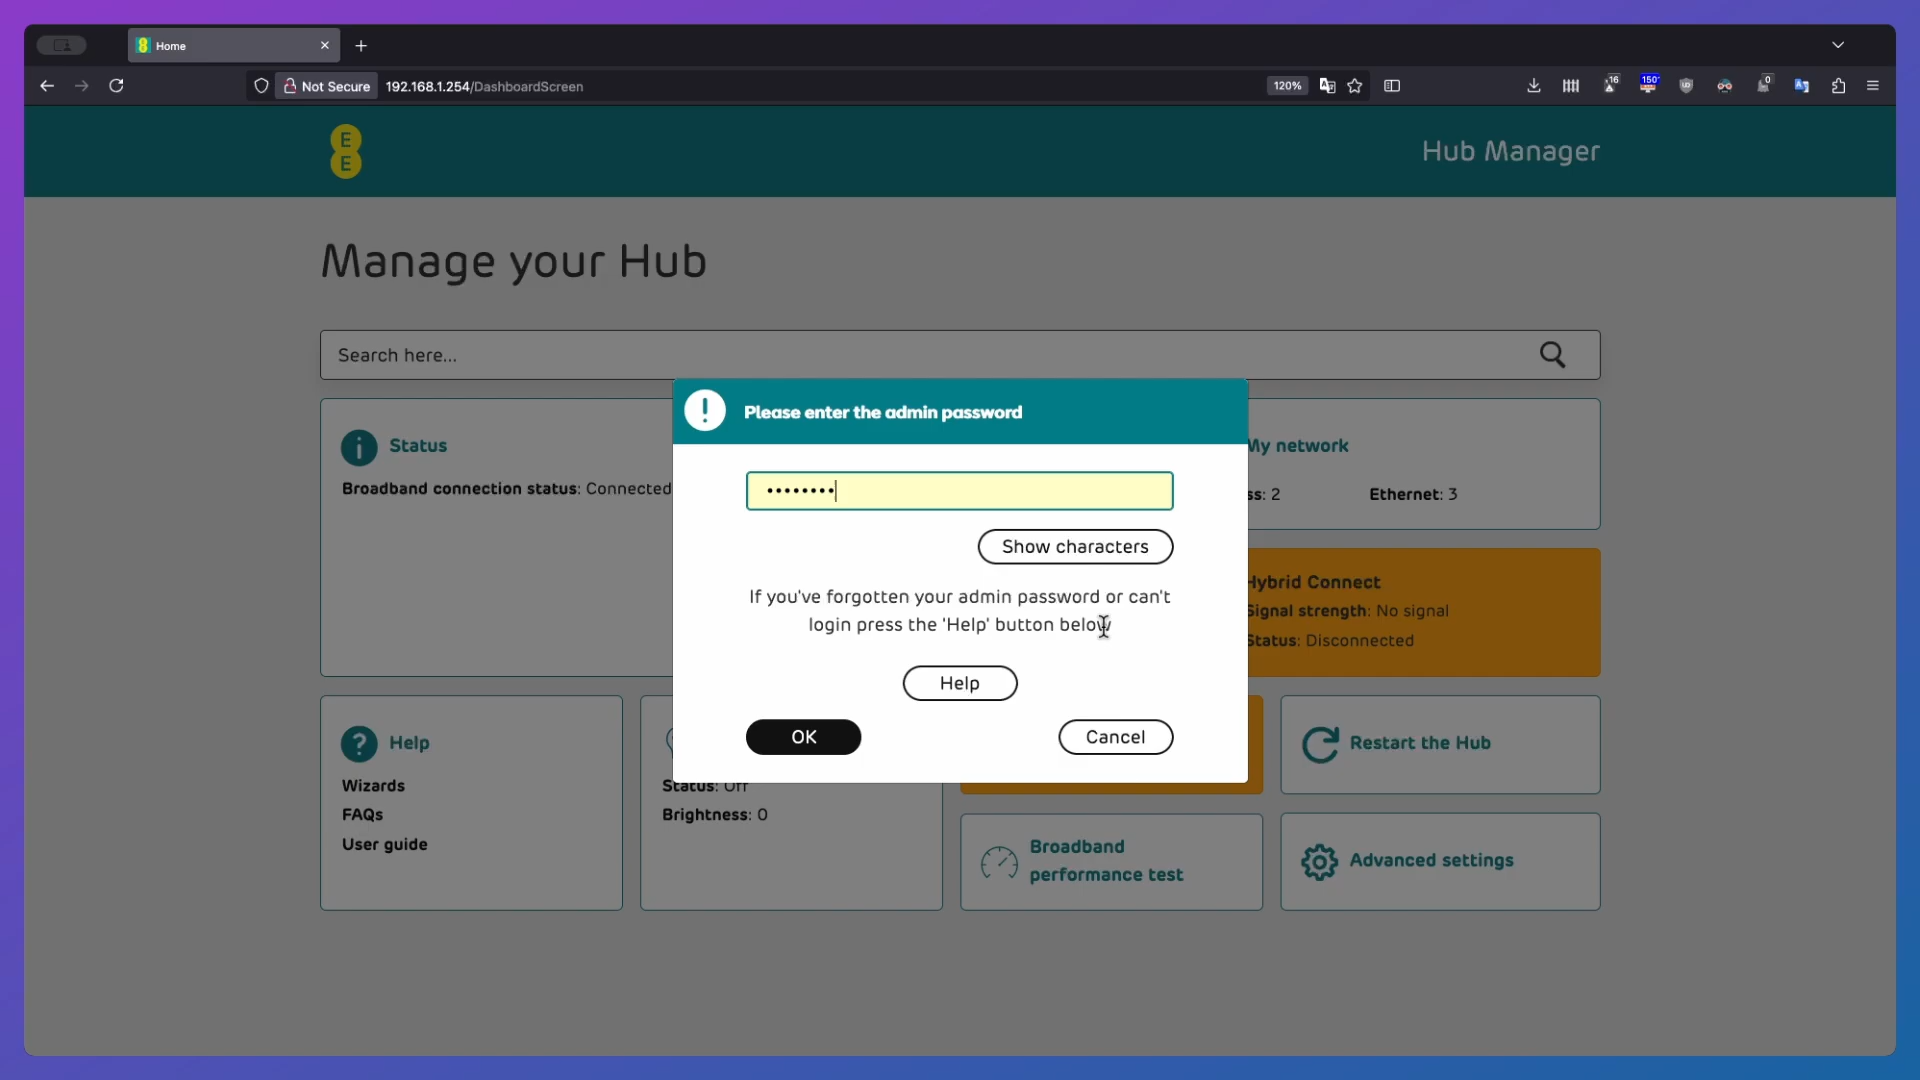 Home
Not Secure
192.168.1.254/DashboardScreen
120%
16
150
0
E
E
Hub Manager
Manage your Hub
Search here...
Please enter the admin password
••••••••
Show characters
If you've forgotten your admin password or can't
login press the 'Help' button below
Help
OK
Cancel
Status
Broadband connection status: Connected
My network
ss: 2
Ethernet: 3
Hybrid Connect
Signal strength: No signal
Status: Disconnected
Help
Wizards
FAQs
User guide
Status: Off
Brightness: 0
Restart the Hub
Broadband
performance test
Advanced settings